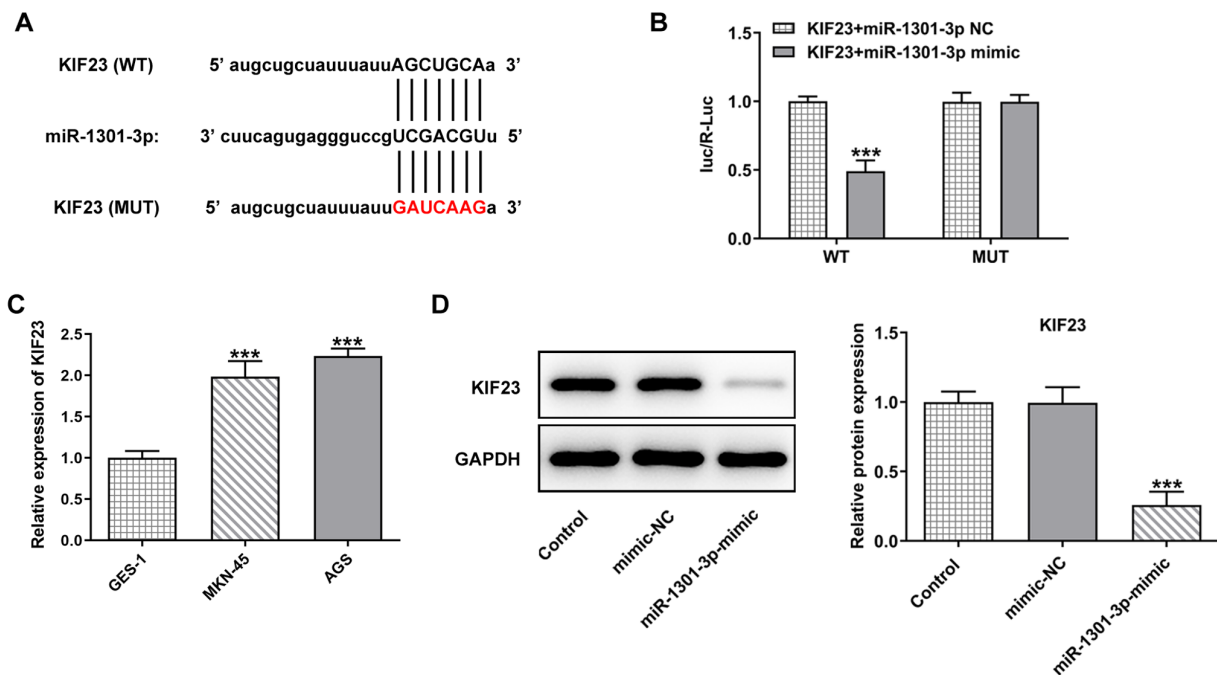 A
KIF23 (WT) 5’ augcugcuauuuauuAGCUGCAa 3’
miR-1301-3p: 3’ cuucagugagggguccgUCGACGUu 5’
KIF23 (MUT) 5’ augcugcuauuuauuGAUCAAGa 3’
B
KIF23+miR-1301-3p NC
KIF23+miR-1301-3p mimic
luc/R-Luc
1.5
1.0
0.5
0.0
***
WT MUT
C
Relative expression of KIF23
2.5
2.0
1.5
1.0
0.5
0.0
*** ***
GES-1 MKN-45 AGS
D
KIF23
GAPDH
Control mimic-NC miR-1301-3p-mimic
KIF23
Relative protein expression
1.5
1.0
0.5
0.0
***
Control mimic-NC miR-1301-3p-mimic